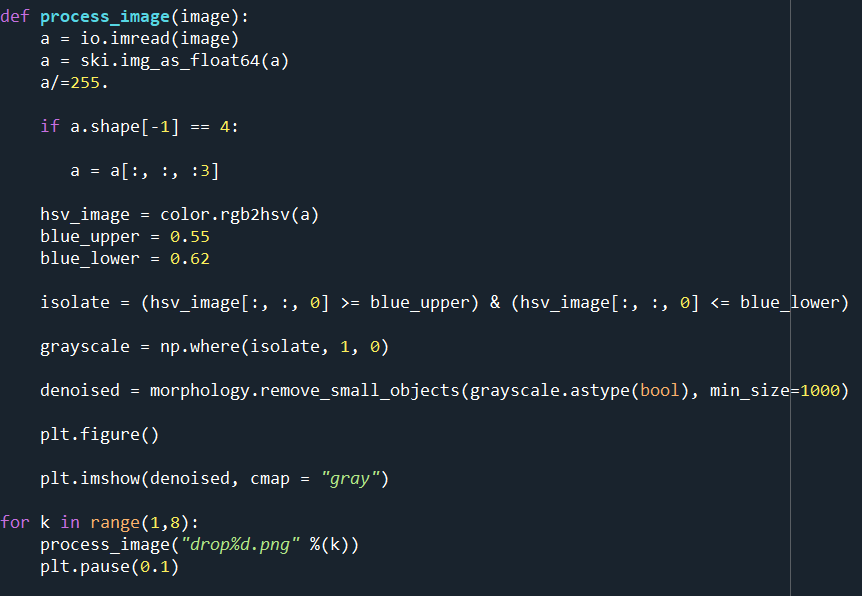 def process_image(image):
    a = io.imread(image)
    a = ski.img_as_float64(a)
    a/=255.
    if a.shape[-1] == 4:
       a = a[:, :, :3]
    hsv_image = color.rgb2hsv(a)
    blue_upper = 0.55
    blue_lower = 0.62
    isolate = (hsv_image[:, :, 0] >= blue_upper) & (hsv_image[:, :, 0] <= blue_lower)
    grayscale = np.where(isolate, 1, 0)
    denoised = morphology.remove_small_objects(grayscale.astype(bool), min_size=1000)
    plt.figure()
    plt.imshow(denoised, cmap = "gray")
for k in range(1,8):
    process_image("drop%d.png" %(k))
    plt.pause(0.1)